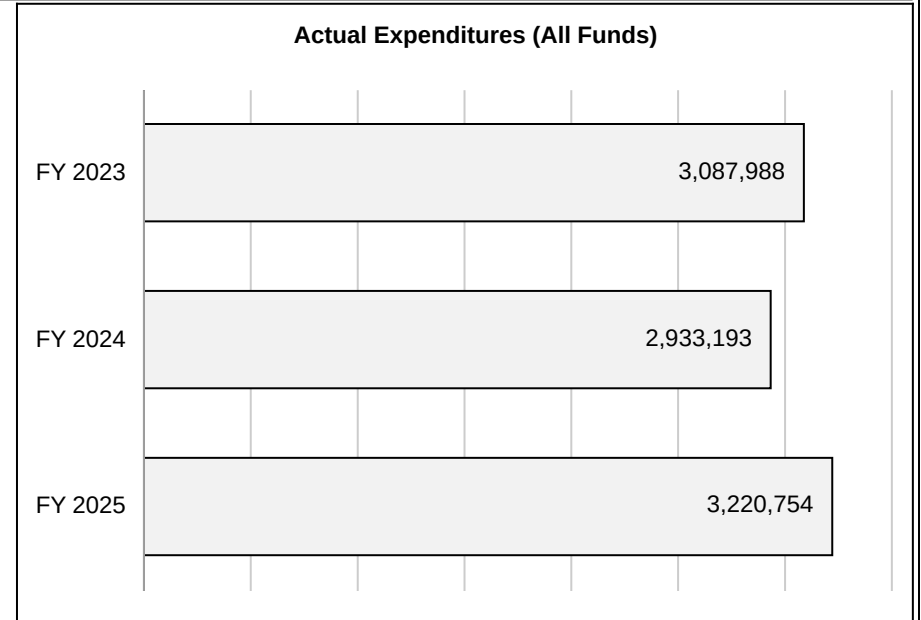 Actual Expenditures (All Funds)
FY 2023 3,087,988
FY 2024 2,933,193
FY 2025 3,220,754